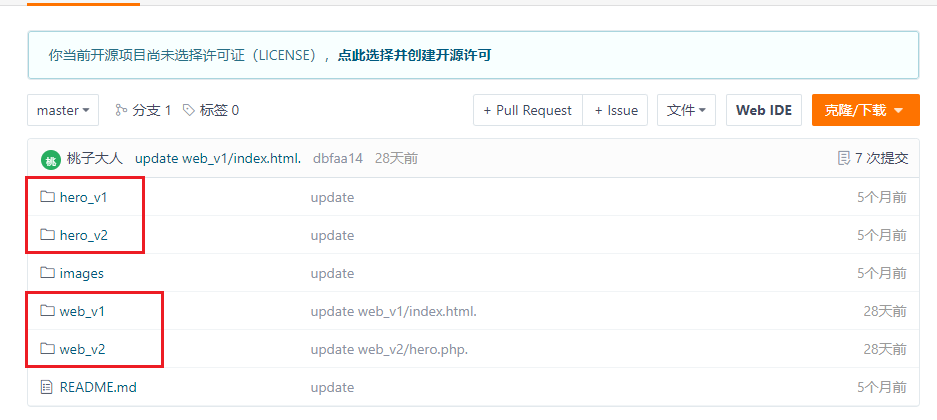 你当前开源项目尚未选择许可证（LICENSE），点此选择并创建开源许可
master 分支 1 标签 0 + Pull Request + Issue 文件 Web IDE 克隆/下载
桃 桃子大人 update web_v1/index.html. dbfaa14 28天前 7 次提交
hero_v1 update 5个月前
hero_v2 update 5个月前
images update 5个月前
web_v1 update web_v1/index.html. 28天前
web_v2 update web_v2/hero.php. 28天前
README.md update 5个月前